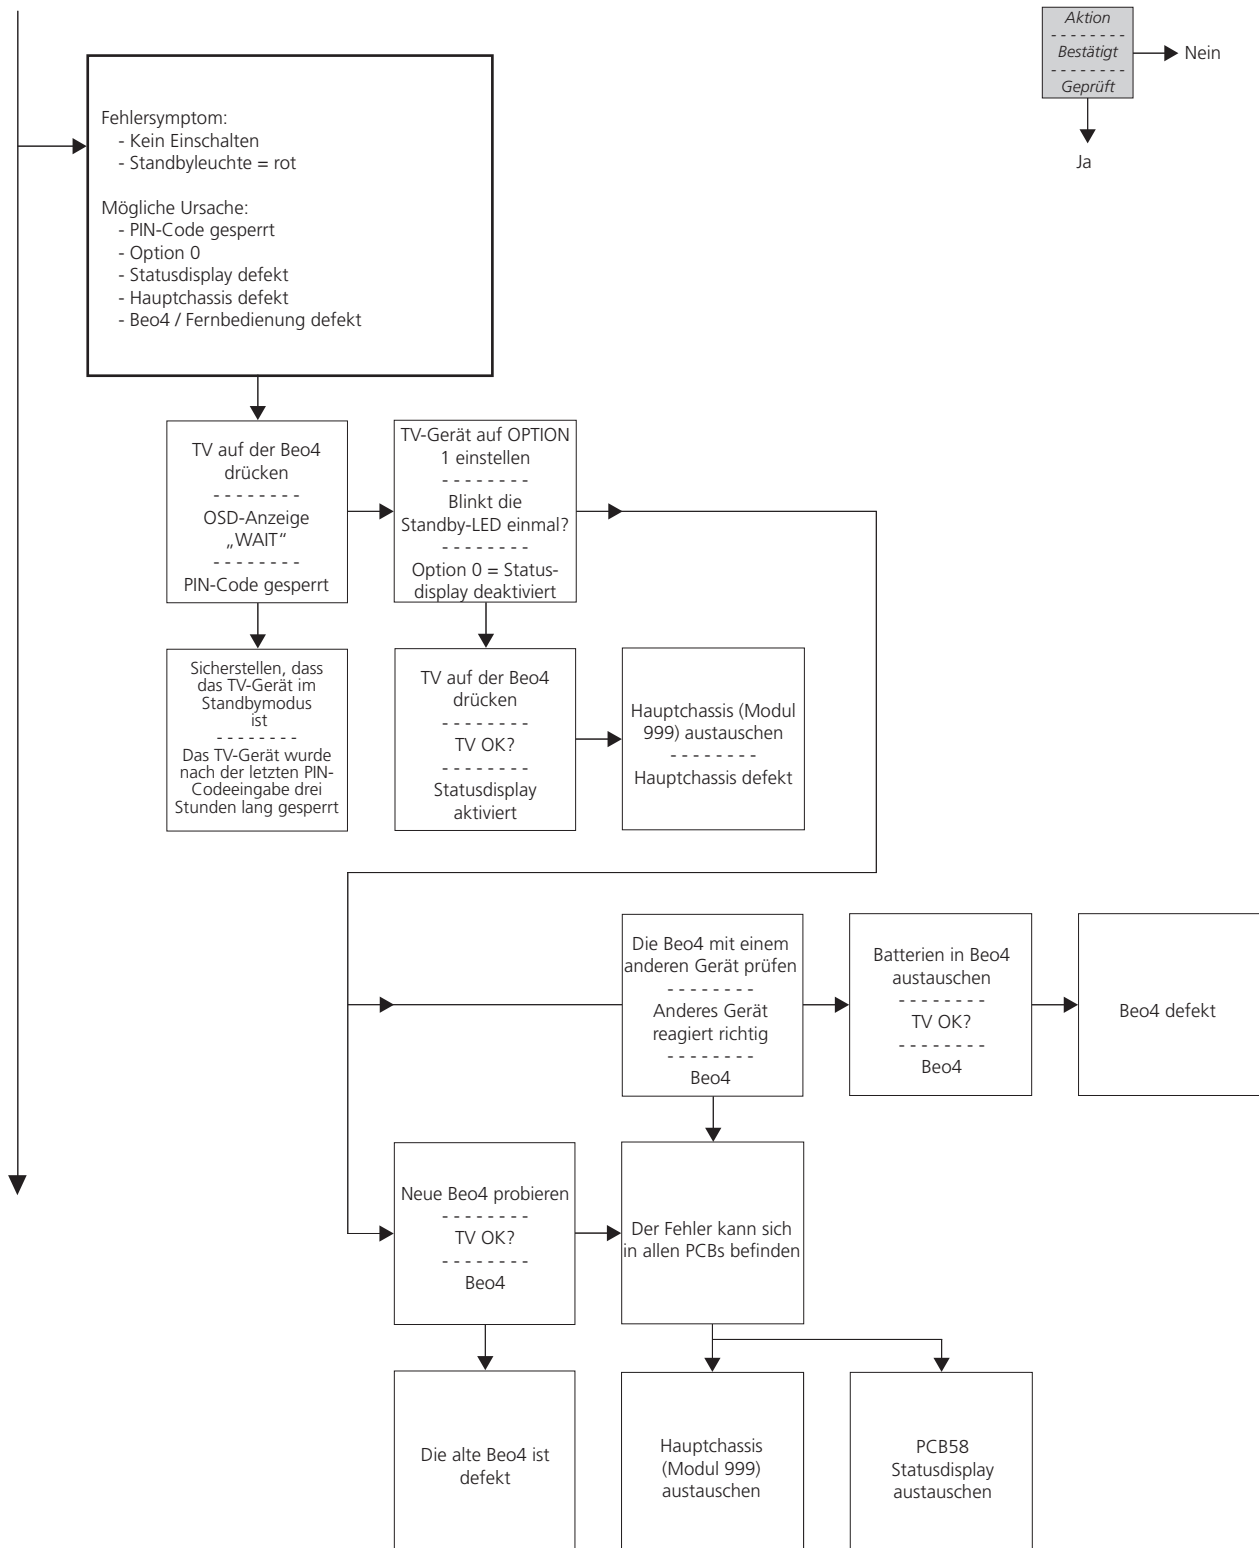 Aktion
- - - - - - - -
Bestätigt
- - - - - - - -
Geprüft
Nein
Ja
Fehlersymptom:
- Kein Einschalten
- Standbyleuchte = rot
Mögliche Ursache:
- PIN-Code gesperrt
- Option 0
- Statusdisplay defekt
- Hauptchassis defekt
- Beo4 / Fernbedienung defekt
TV auf der Beo4
drücken
- - - - - - - -
OSD-Anzeige
„WAIT“
- - - - - - - -
PIN-Code gesperrt
TV-Gerät auf OPTION
1 einstellen
- - - - - - - -
Blinkt die
Standby-LED einmal?
- - - - - - - -
Option 0 = Status-
display deaktiviert
Sicherstellen, dass
das TV-Gerät im
Standbymodus
ist
- - - - - - - -
Das TV-Gerät wurde
nach der letzten PIN-
Codeeingabe drei
Stunden lang gesperrt
TV auf der Beo4
drücken
- - - - - - - -
TV OK?
- - - - - - - -
Statusdisplay
aktiviert
Hauptchassis (Modul
999) austauschen
- - - - - - - -
Hauptchassis defekt
Die Beo4 mit einem
anderen Gerät prüfen
- - - - - - - -
Anderes Gerät
reagiert richtig
- - - - - - - -
Beo4
Batterien in Beo4
austauschen
- - - - - - - -
TV OK?
- - - - - - - -
Beo4
Beo4 defekt
Neue Beo4 probieren
- - - - - - - -
TV OK?
- - - - - - - -
Beo4
Der Fehler kann sich
in allen PCBs befinden
Die alte Beo4 ist
defekt
Hauptchassis
(Modul 999)
austauschen
PCB58
Statusdisplay
austauschen